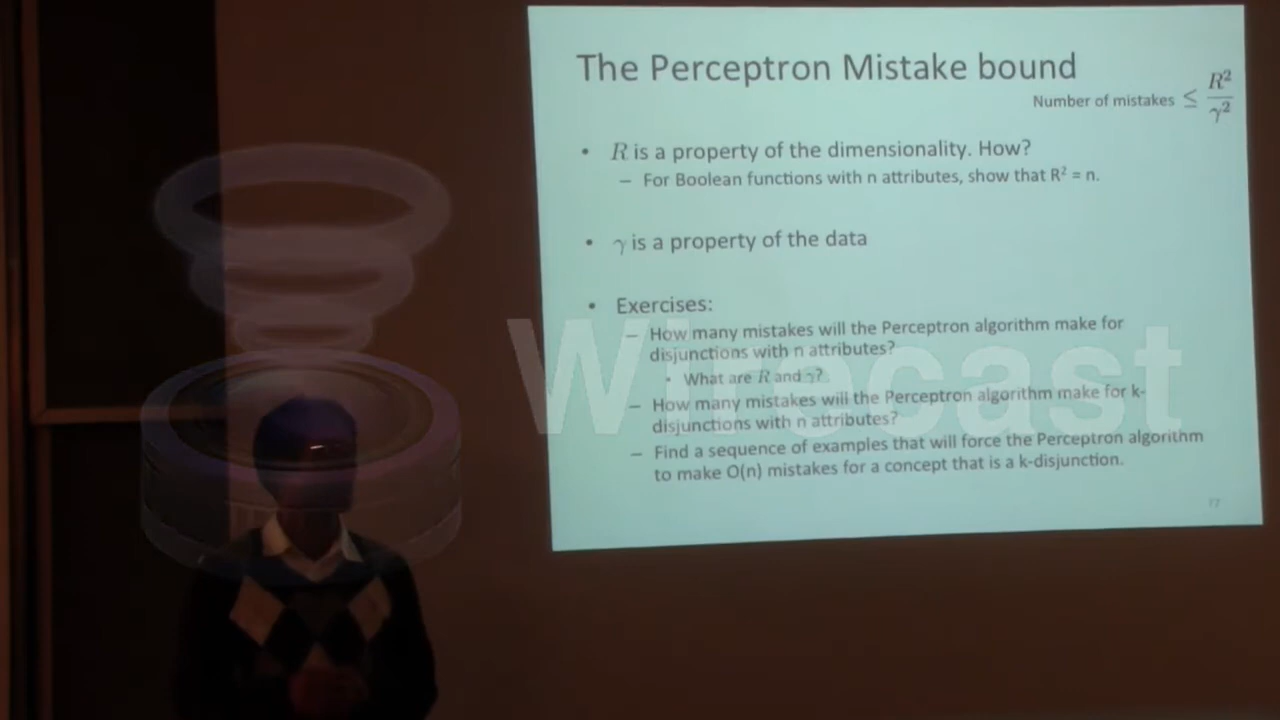 The Perceptron Mistake bound
Number of mistakes ≤ R²/γ²
• R is a property of the dimensionality. How?
– For Boolean functions with n attributes, show that R² = n.
• γ is a property of the data
• Exercises:
– How many mistakes will the Perceptron algorithm make for
disjunctions with n attributes?
• What are R and γ?
– How many mistakes will the Perceptron algorithm make for k-
disjunctions with n attributes?
– Find a sequence of examples that will force the Perceptron algorithm
to make O(n) mistakes for a concept that is a k-disjunction.
Wirecast